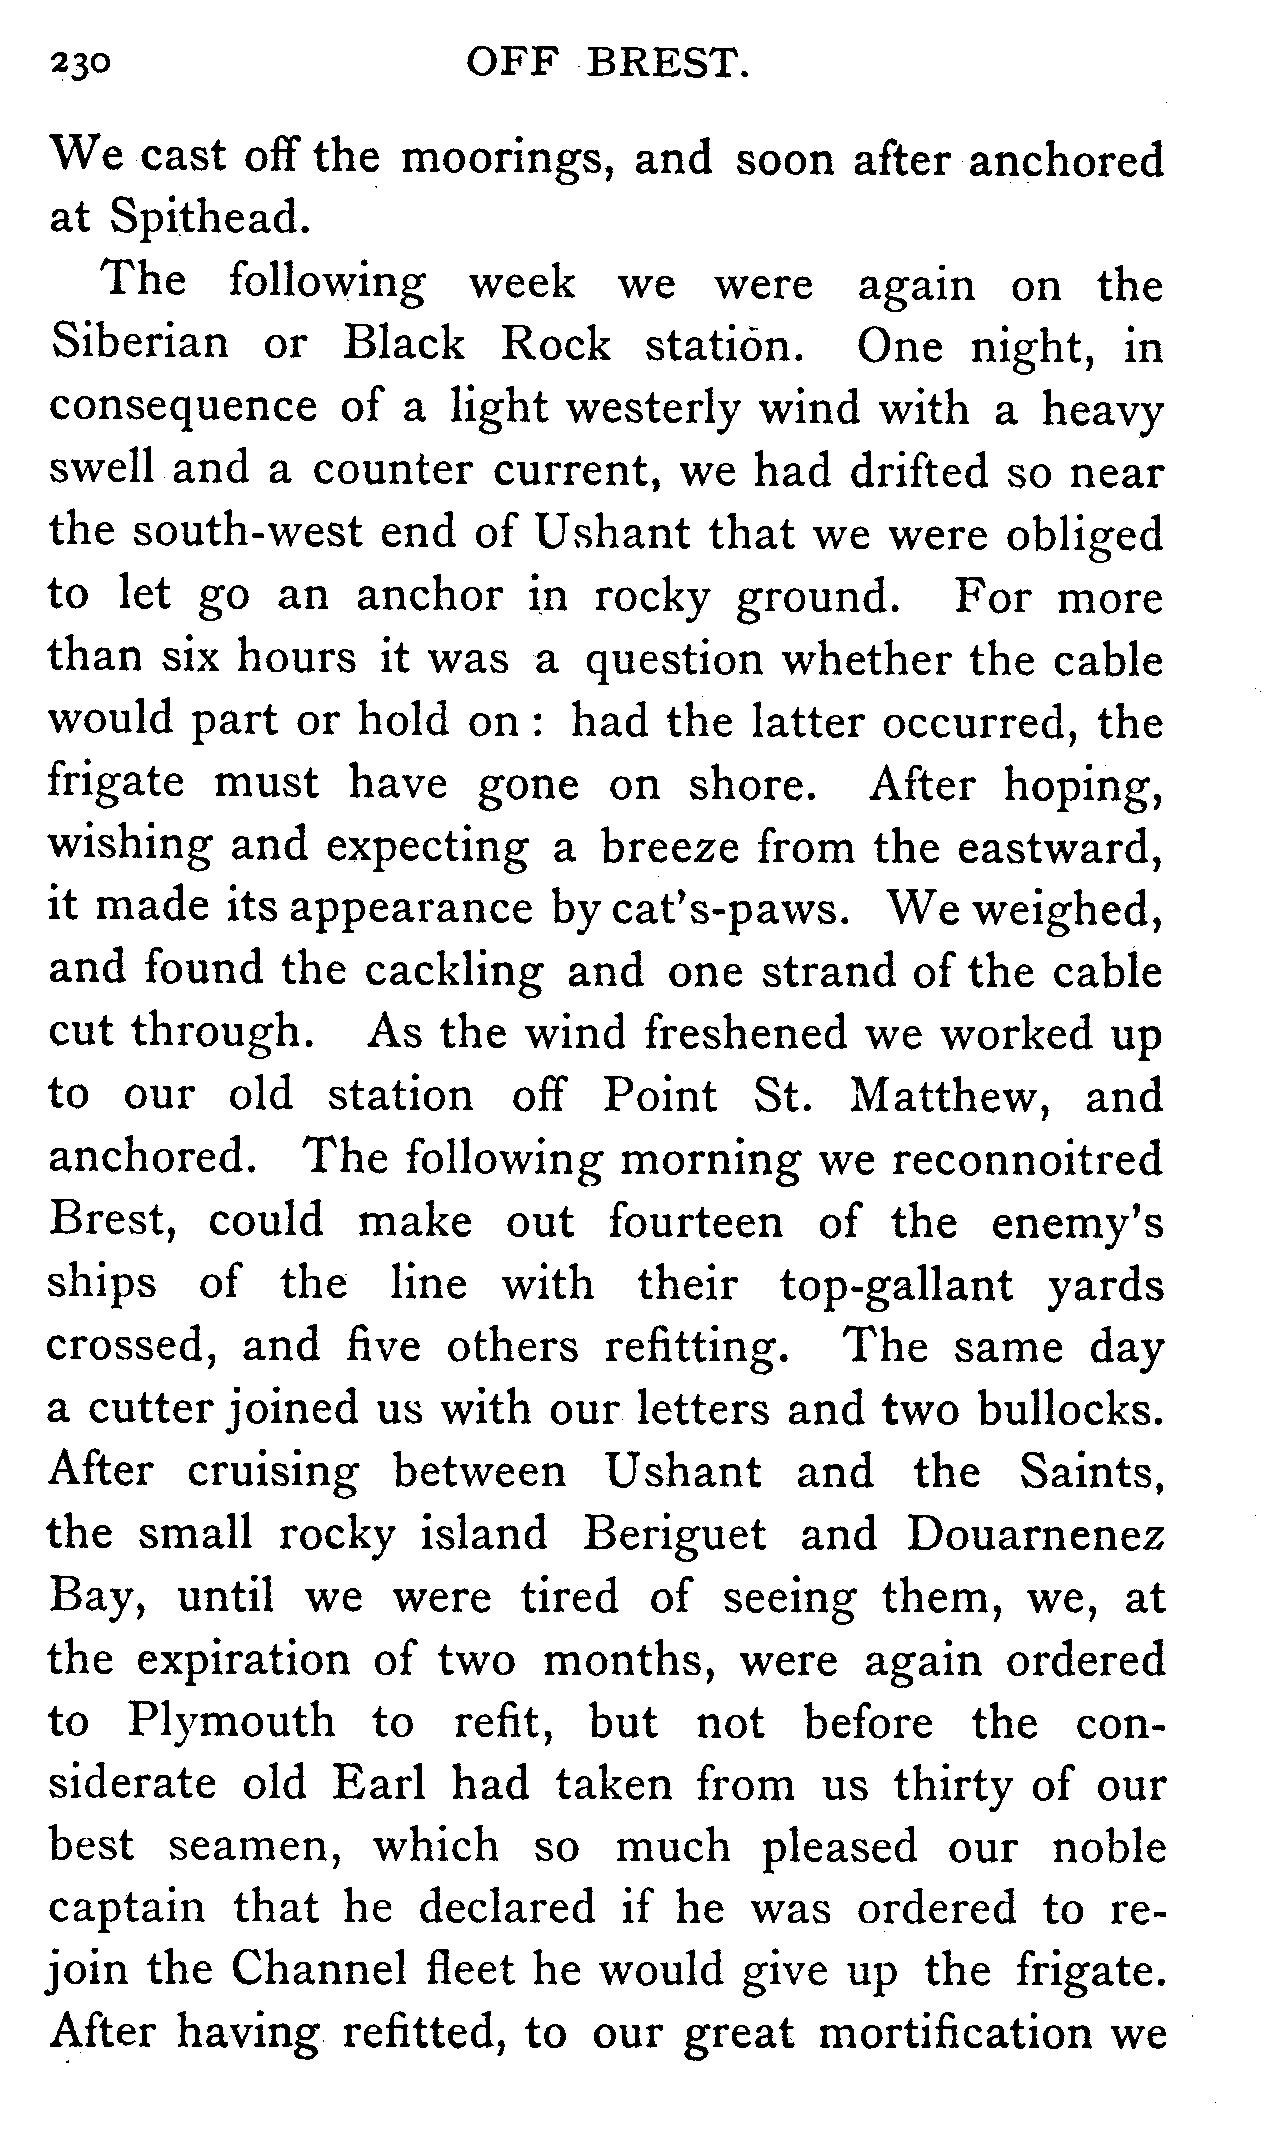 230 OFF BREST.
We cast off the moorings, and soon after anchored
at Spithead.
The following week we were again on the
Siberian or Black Rock station. One night, in
consequence of a light westerly wind with a heavy
swell and a counter current, we had drifted so near
the south-west end of Ushant that we were obliged
to let go an anchor in rocky ground. For more
than six hours it was a question whether the cable
would part or hold on : had the latter occurred, the
frigate must have gone on shore. After hoping,
wishing and expecting a breeze from the eastward,
it made its appearance by cat's-paws. We weighed,
and found the cackling and one strand of the cable
cut through. As the wind freshened we worked up
to our old station off Point St. Matthew, and
anchored. The following morning we reconnoitred
Brest, could make out fourteen of the enemy's
ships of the line with their top-gallant yards
crossed, and five others refitting. The same day
a cutter joined us with our letters and two bullocks.
After cruising between Ushant and the Saints,
the small rocky island Beriguet and Douarnenez
Bay, until we were tired of seeing them, we, at
the expiration of two months, were again ordered
to Plymouth to refit, but not before the con-
siderate old Earl had taken from us thirty of our
best seamen, which so much pleased our noble
captain that he declared if he was ordered to re-
join the Channel fleet he would give up the frigate.
After having refitted, to our great mortification we